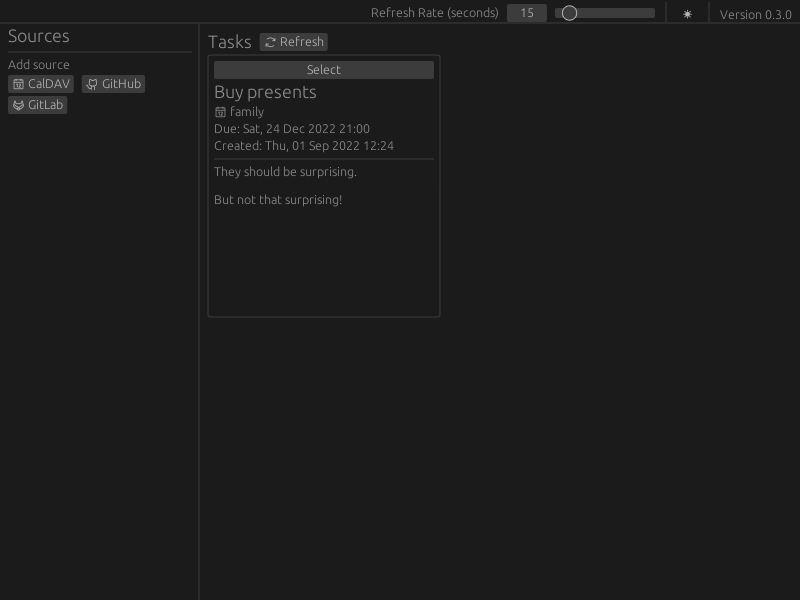 Refresh Rate (seconds) 15 Version 0.3.0
Sources
Add source
CalDAV GitHub
GitLab
Tasks Refresh
Select
Buy presents
family
Due: Sat, 24 Dec 2022 21:00
Created: Thu, 01 Sep 2022 12:24
They should be surprising.
But not that surprising!